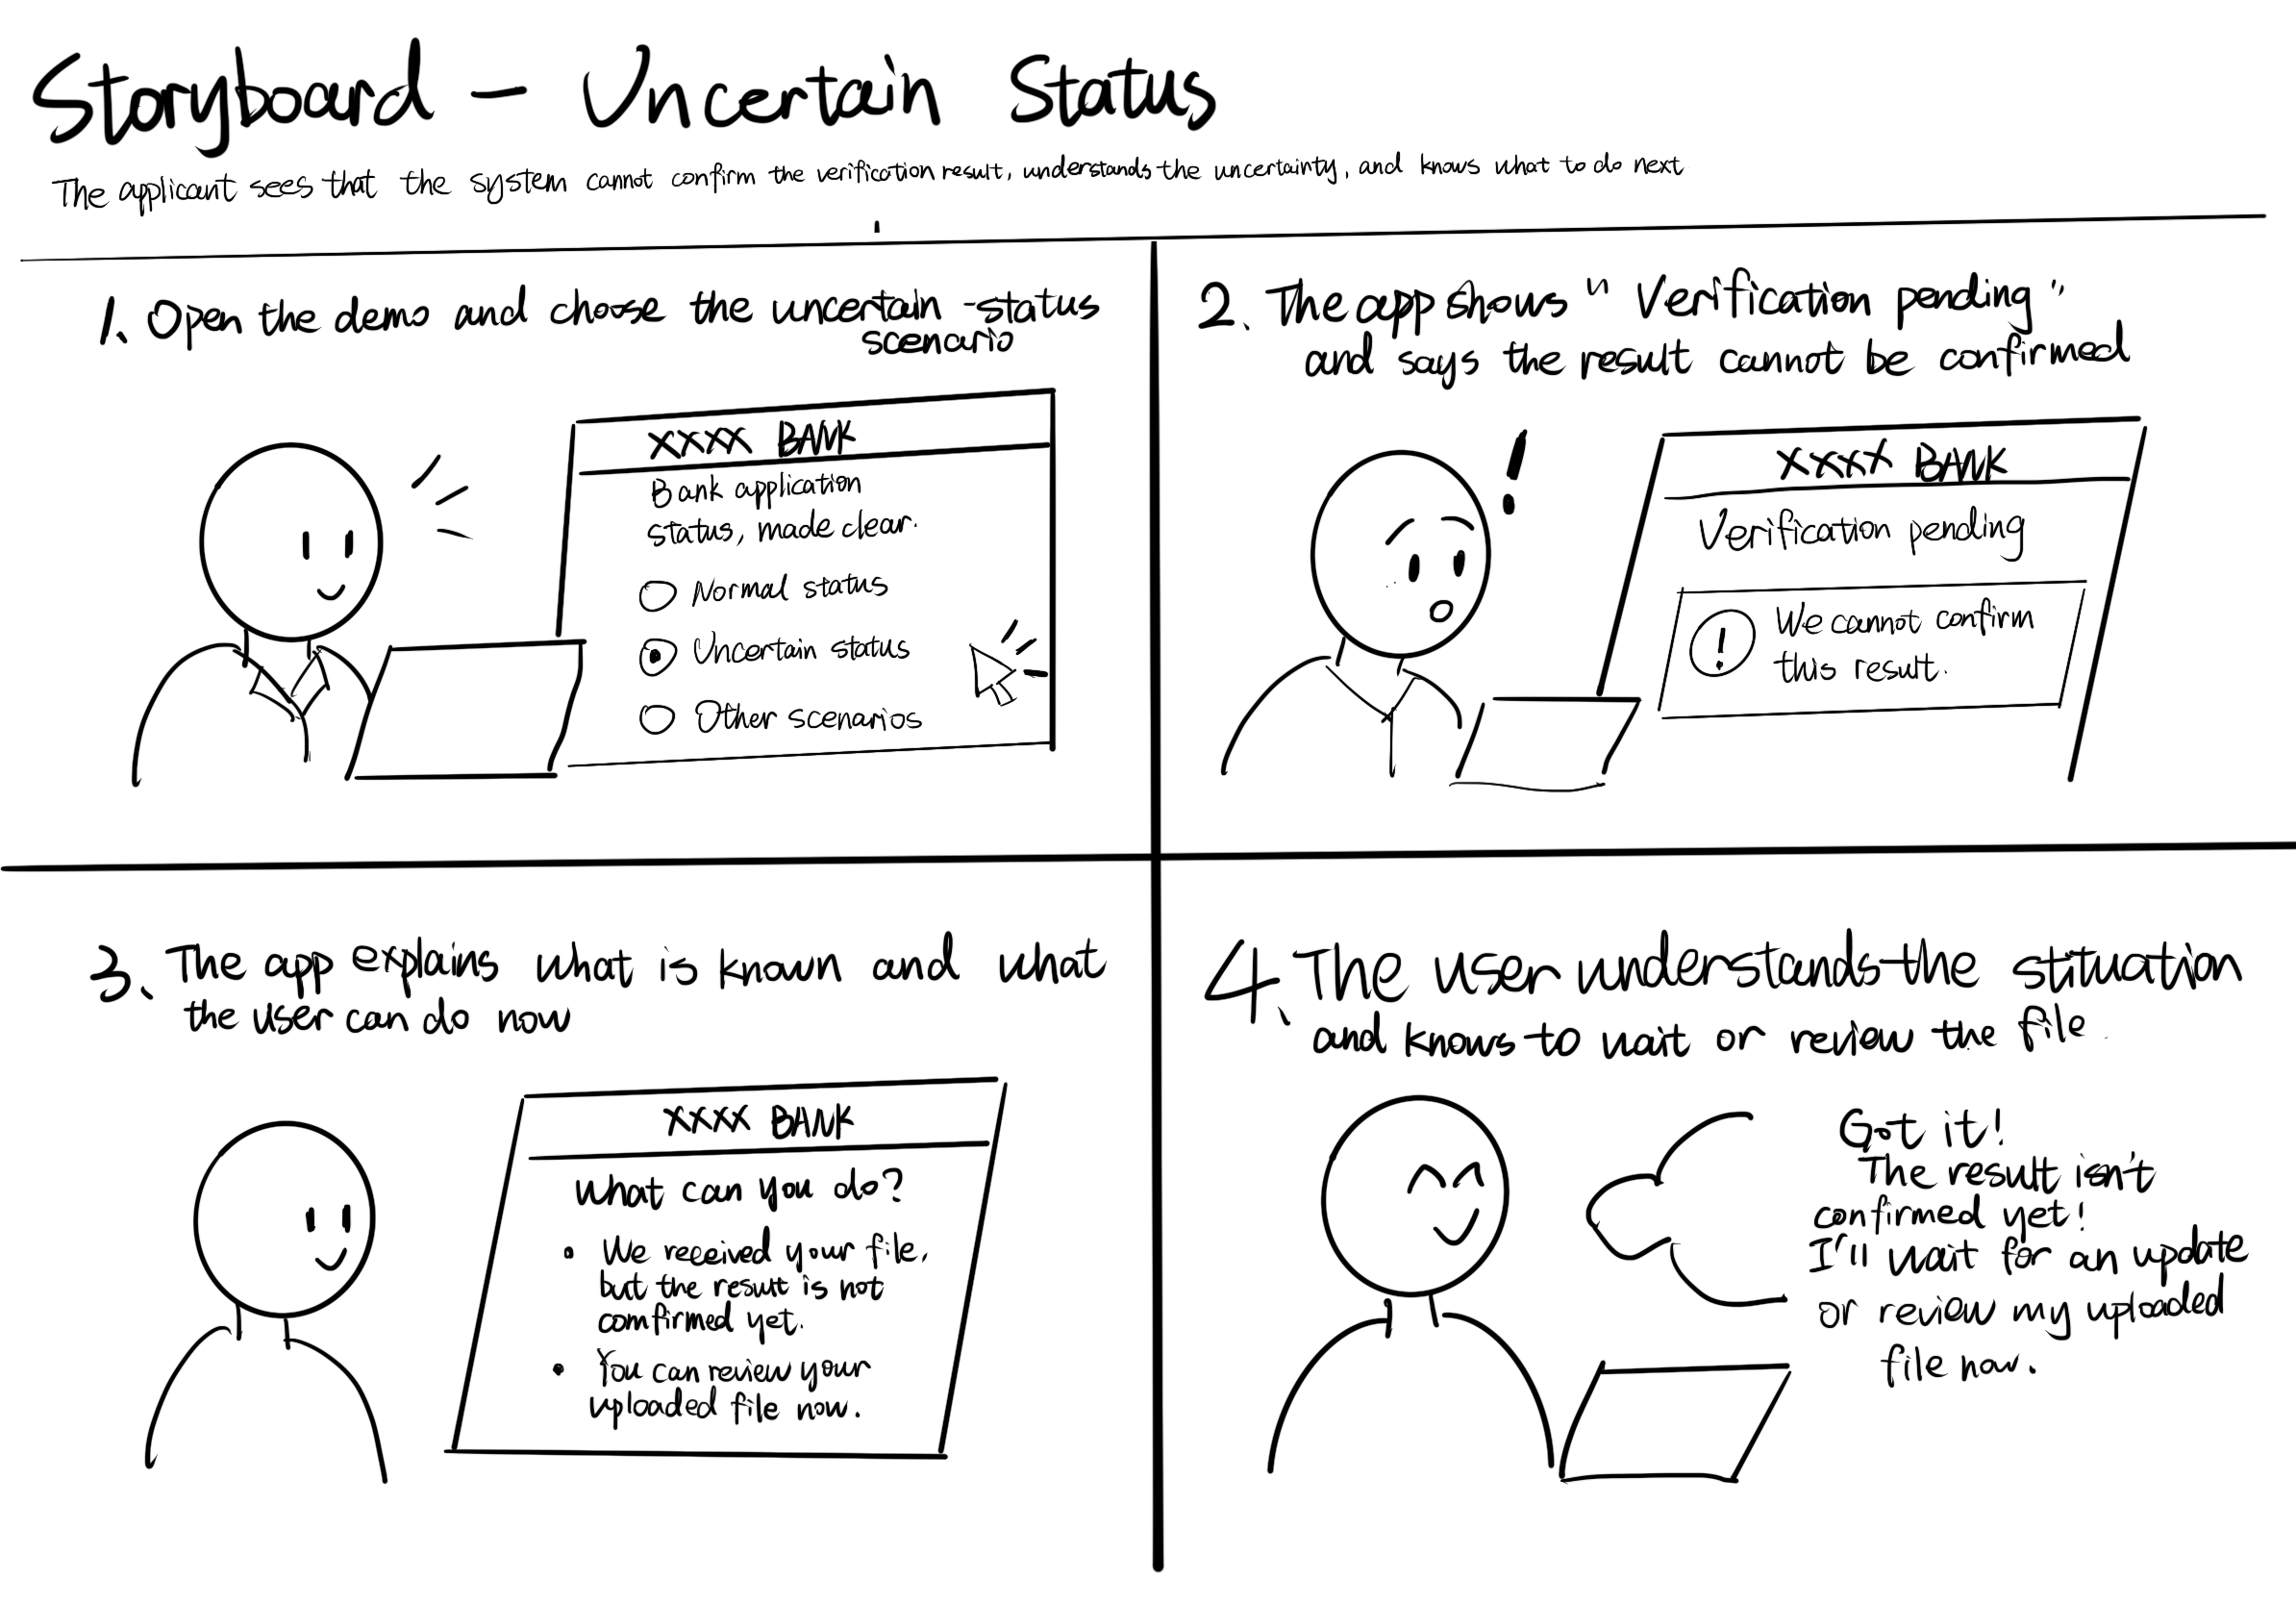 Storyboard - Uncertain Status
The applicant sees that the system cannot confirm the verification result, understands the uncertainty, and knows what to do next
1. Open the demo and choose the uncertain-status
scenario
XXXX BANK
Bank application
status, made clear.
Normal status
Uncertain status
Other scenarios
2. The app shows "Verification pending"
and says the result cannot be confirmed
XXXX BANK
Verification pending
! We cannot confirm
this result.
3. The app explains what is known and what
the user can do now
XXXX BANK
What can you do?
• We received your file,
but the result is not
comfirmed yet.
• You can review your
uploaded file now.
4. The user understands the stituation
and knows to wait or review the file.
Got it!
The result isn't
confirmed yet!
I'll wait for an update
or review my uploaded
file now.